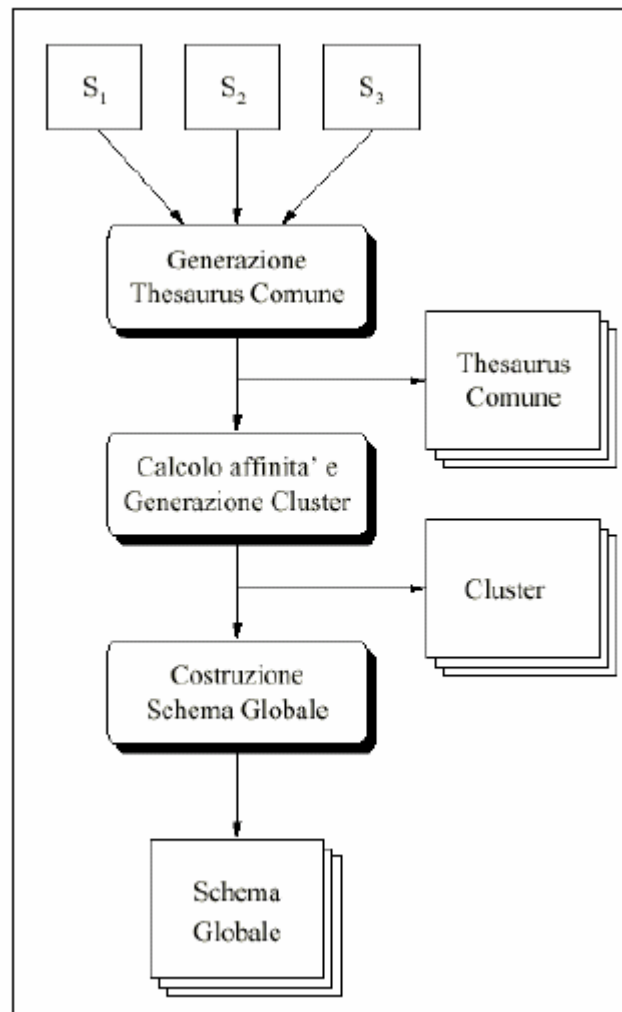 S1
S2
S3
Generazione
Thesaurus Comune
Thesaurus
Comune
Calcolo affinita' e
Generazione Cluster
Cluster
Costruzione
Schema Globale
Schema
Globale